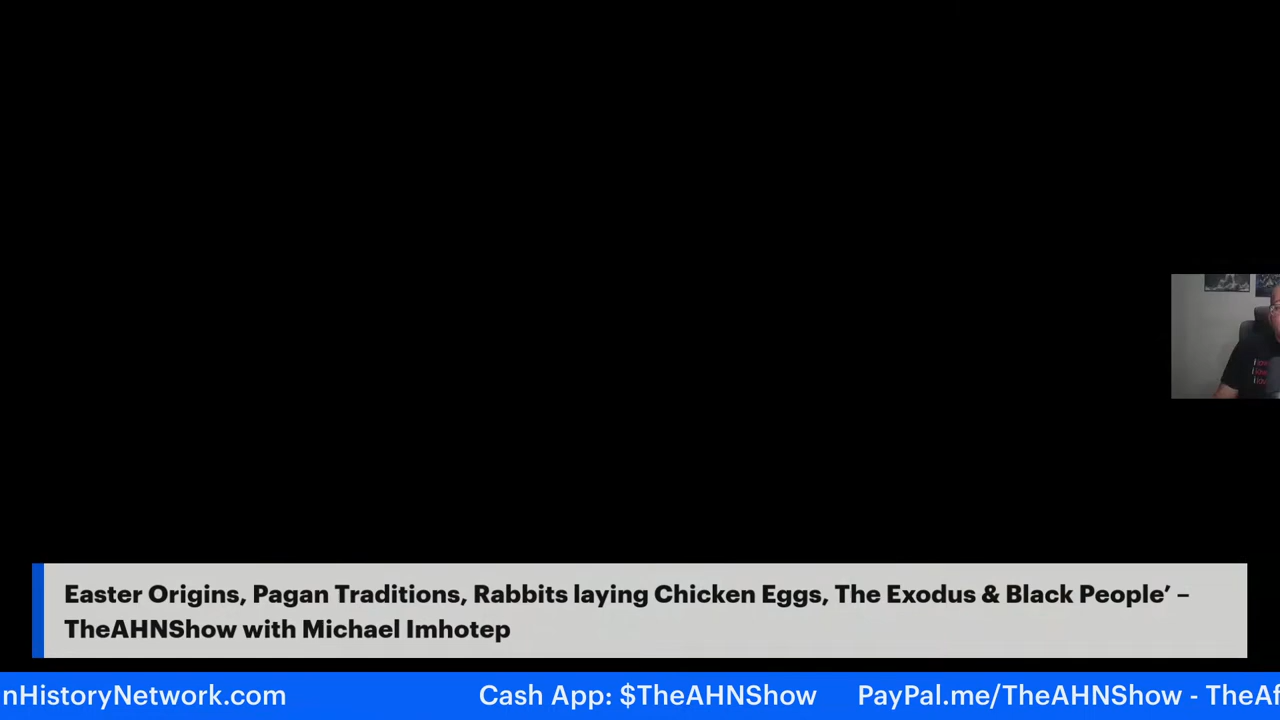 Easter Origins, Pagan Traditions, Rabbits laying Chicken Eggs, The Exodus & Black People’ –
TheAHNShow with Michael Imhotep
nHistoryNetwork.com Cash App: $TheAHNShow PayPal.me/TheAHNShow - TheAf